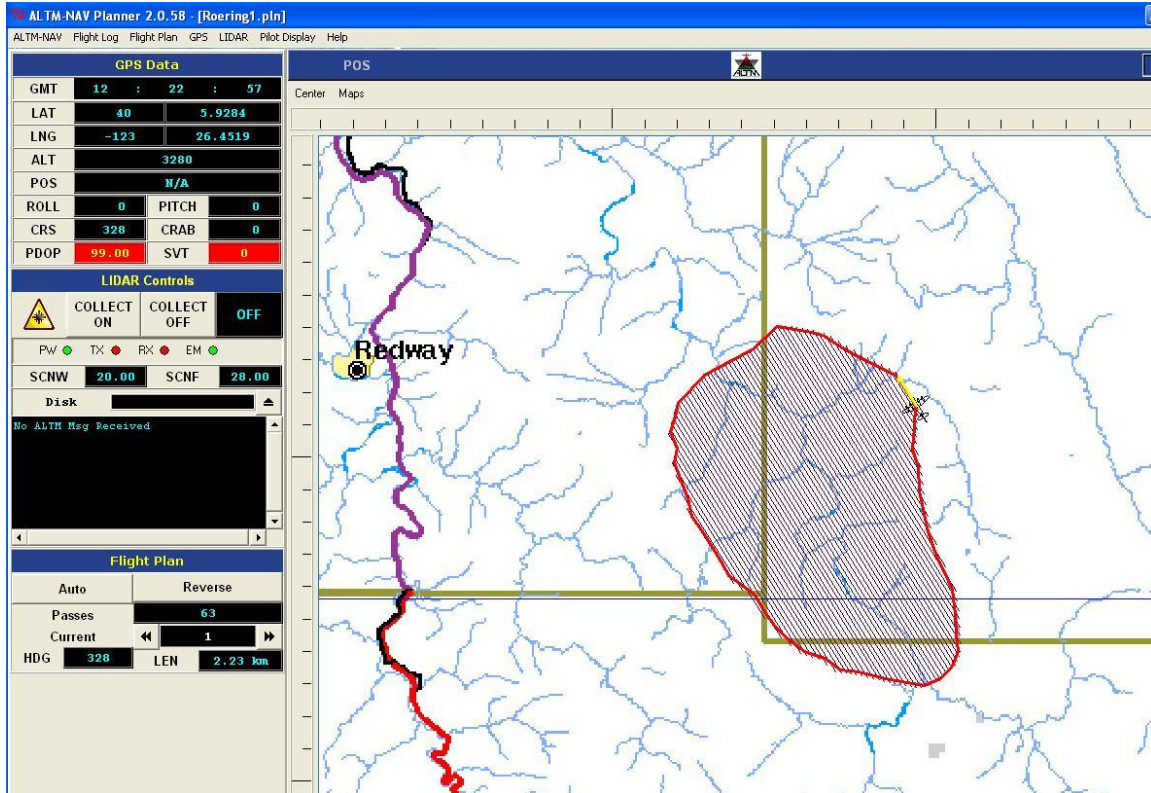 ALTM-NAV Planner 2.0.58 - [Roering1.pln]
ALTM-NAV Flight Log Flight Plan GPS LIDAR Pilot Display Help
GPS Data
GMT 12 : 22 : 57
LAT 40 5.9284
LNG -123 26.4519
ALT 3280
POS N/A
ROLL 0 PITCH 0
CRS 328 CRAB 0
PDOP 99.00 SVT 0
LIDAR Controls
COLLECT ON COLLECT OFF OFF
PW TX RX EM
SCNW 20.00 SCNF 28.00
Disk
No ALTM Msg Received
Flight Plan
Auto Reverse
Passes 63
Current 1
HDG 328 LEN 2.23 km
POS
ALTM
Center Maps
Redway